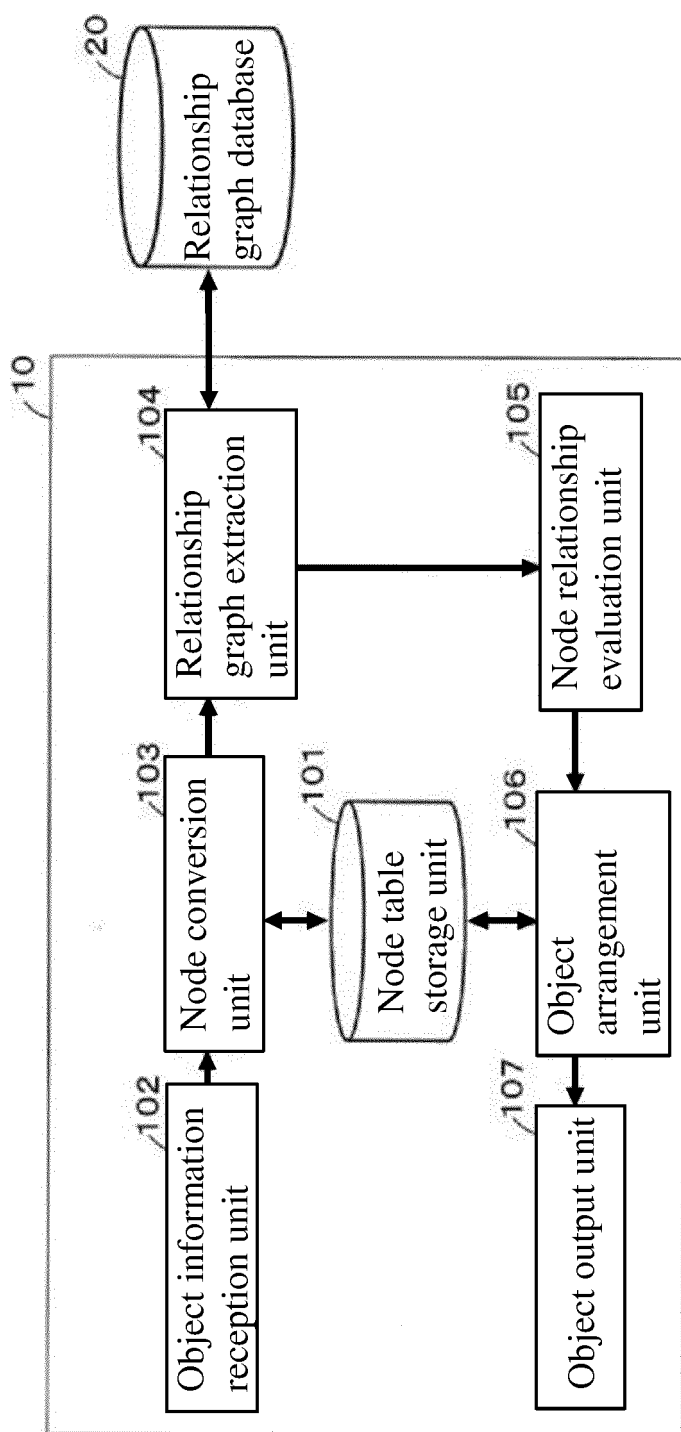 10
20
Relationship
graph database
102
Object information
reception unit
103
Node conversion
unit
104
Relationship
graph extraction
unit
101
Node table
storage unit
107
Object output unit
106
Object
arrangement
unit
105
Node relationship
evaluation unit